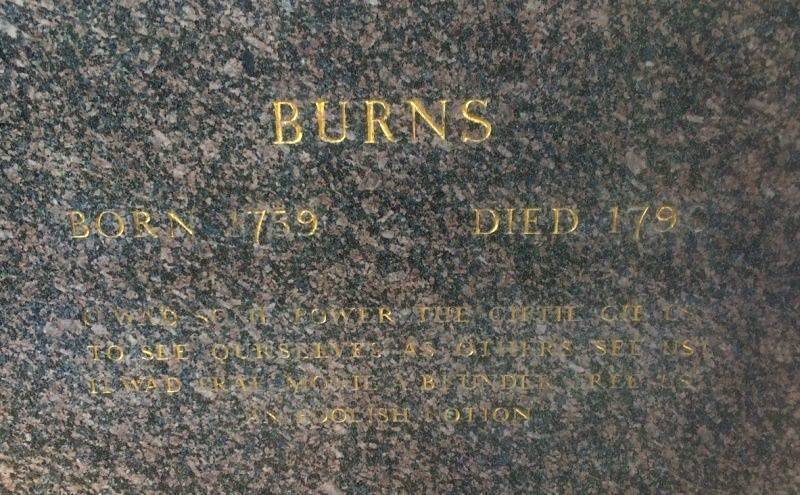 BURNS
BORN 1759 DIED 179
O WAD SOME POWER THE GIFTIE GIE US
TO SEE OURSELVES AS OTHERS SEE US!
IT WAD FRAE MONIE A BLUNDER FREE US
AN FOOLISH NOTION